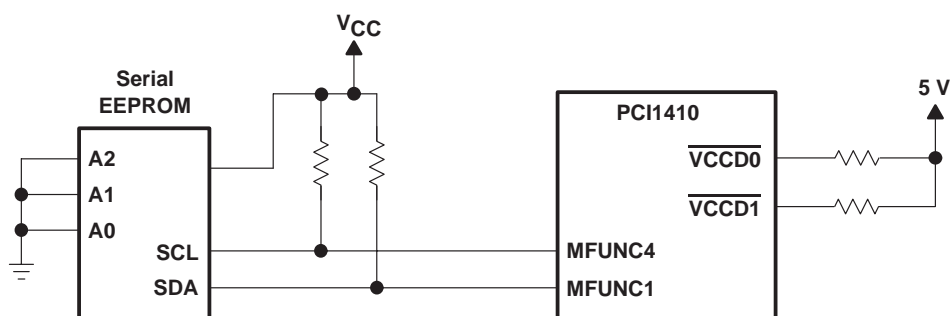 VCC
Serial
EEPROM
A2
A1
A0
SCL
SDA
PCI1410
VCCD0
VCCD1
MFUNC4
MFUNC1
5 V